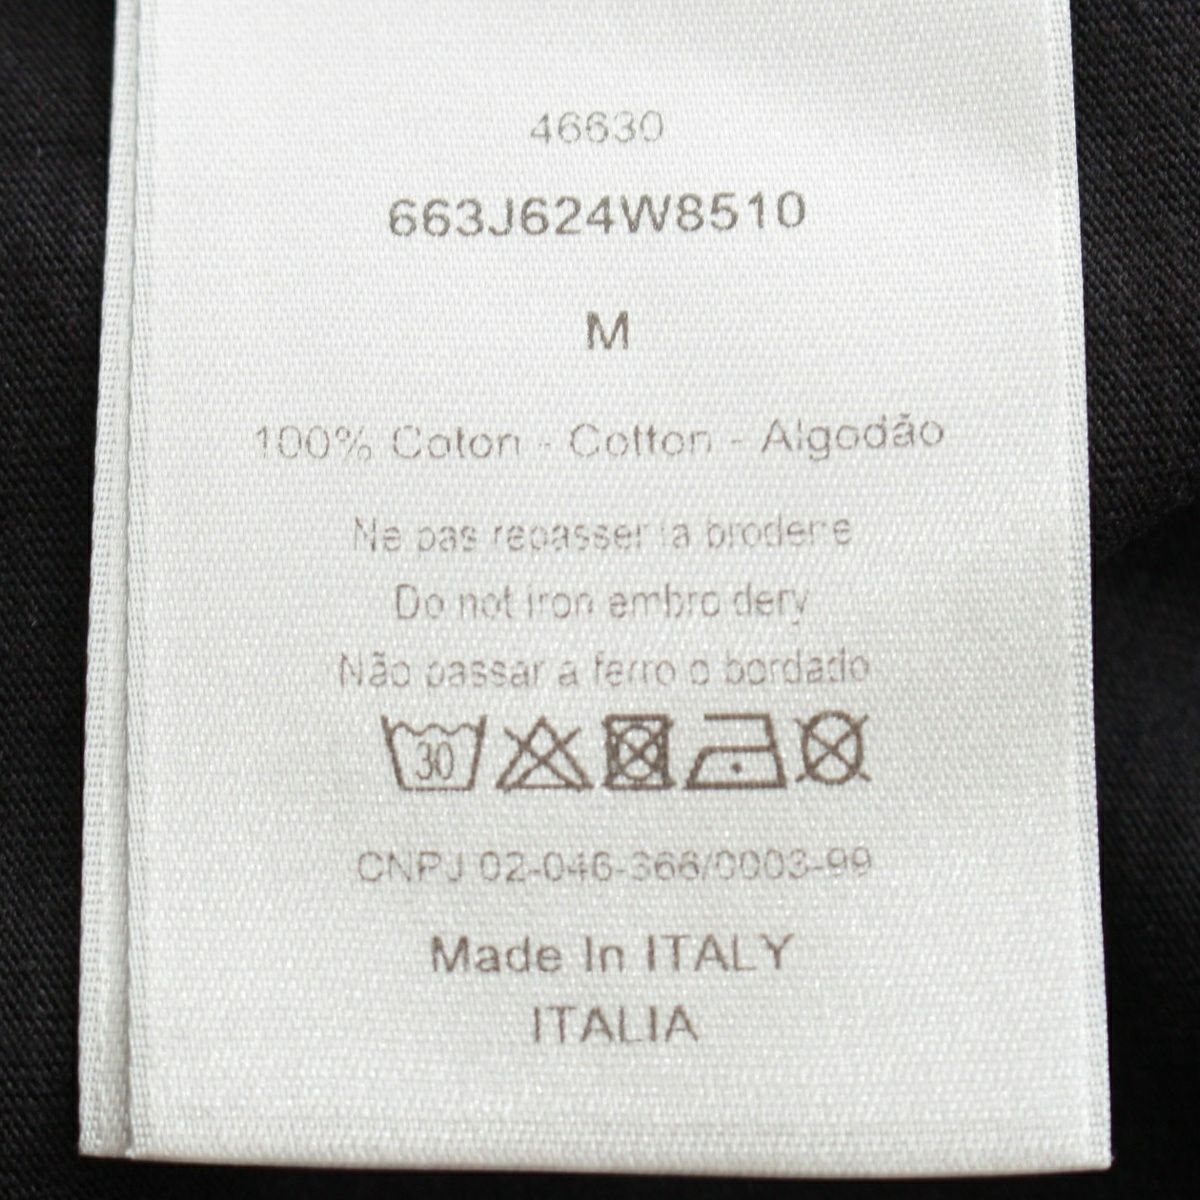 46630
663J624W8510
M
100% Coton - Cotton - Algodão
Ne pas repasser la broderie
Do not iron embroidery
Não passar a ferro o bordado
30
CNPJ 02-046-366/0003-99
Made In ITALY
ITALIA